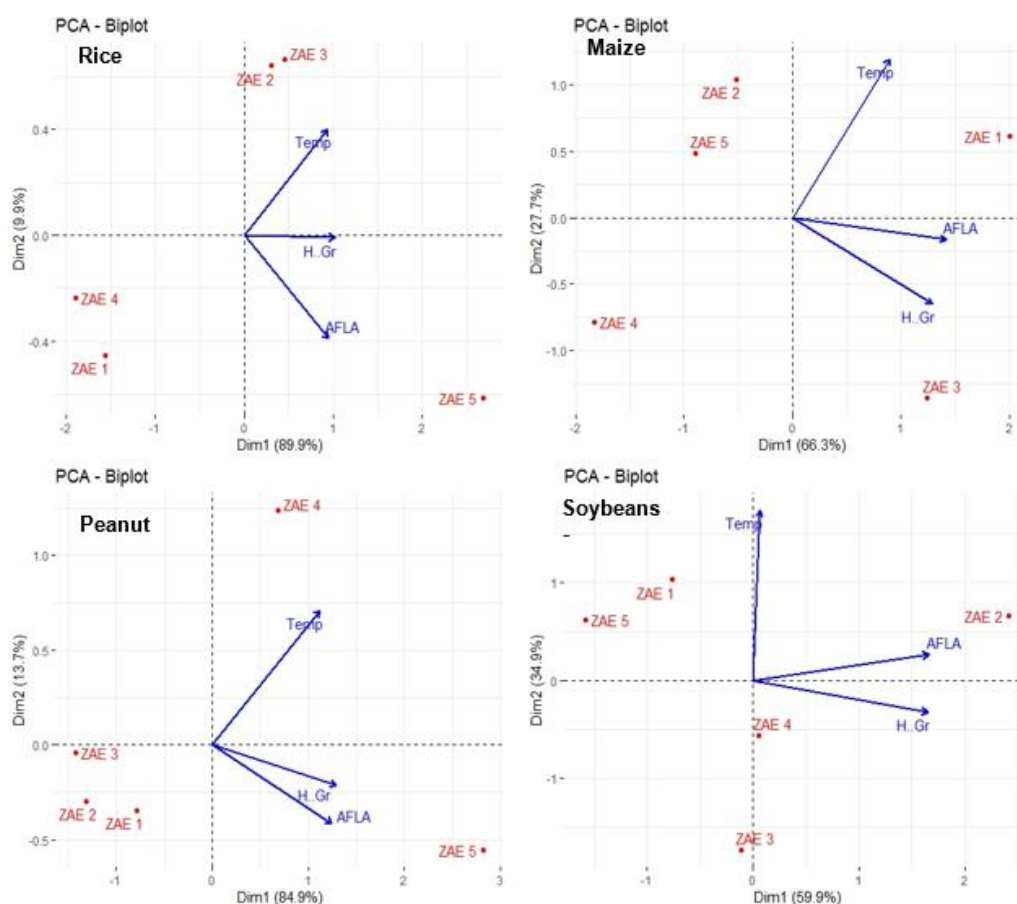 PCA - Biplot
Rice
ZAE 3
ZAE 2
0.4
Temp
0.0
H..Gr
Dim2 (9.9%)
ZAE 4
AFLA
-0.4
ZAE 1
ZAE 5
-2
-1
0
1
2
Dim1 (89.9%)
PCA - Biplot
Maize
1.0
Temp
ZAE 2
0.5
ZAE 5
ZAE 1
0.0
AFLA
Dim2 (27.7%)
-0.5
H..Gr
ZAE 4
-1.0
ZAE 3
-2
-1
0
1
2
Dim1 (66.3%)
PCA - Biplot
Peanut
ZAE 4
1.0
0.5
Temp
Dim2 (13.7%)
0.0
ZAE 3
H..Gr
ZAE 2
ZAE 1
AFLA
-0.5
ZAE 5
-1
0
1
2
3
Dim1 (84.9%)
PCA - Biplot
Soybeans
-
Temp
1
ZAE 1
ZAE 5
ZAE 2
AFLA
0
Dim2 (34.9%)
H..Gr
ZAE 4
-1
ZAE 3
-1
0
1
2
Dim1 (59.9%)